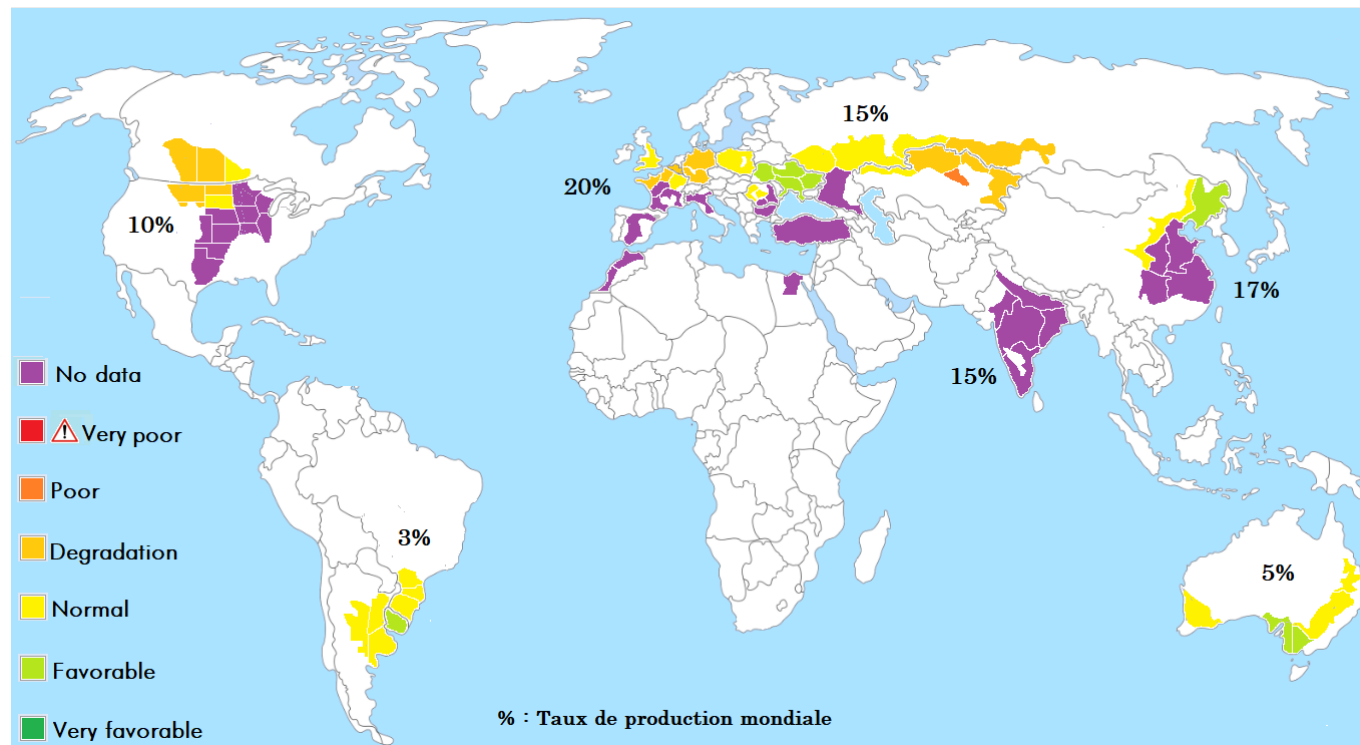 15%
20%
10%
17%
15%
No data
Very poor
Poor
3%
Degradation
5%
Normal
Favorable
% : Taux de production mondiale
Very favorable